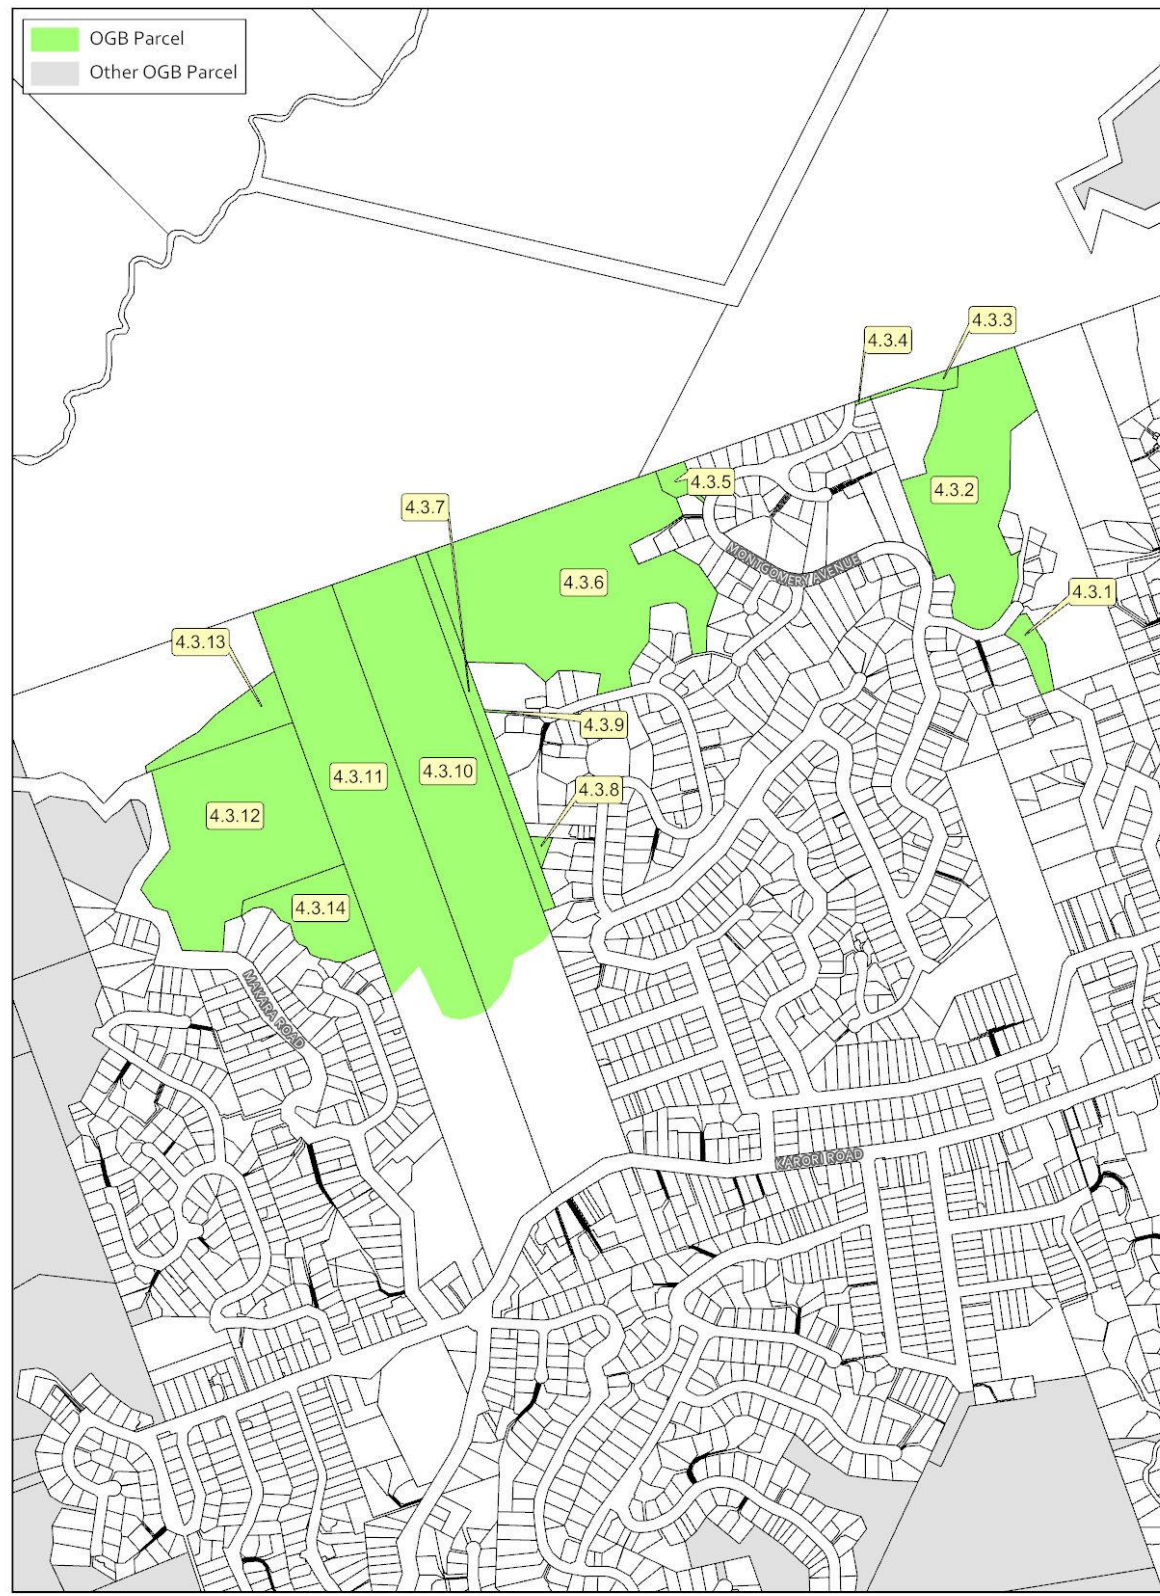 OGB Parcel
Other OGB Parcel
4.3.3
4.3.4
4.3.5
4.3.2
4.3.7
MONTGOMERY AVENUE
4.3.6
4.3.1
4.3.13
4.3.9
4.3.11
4.3.10
4.3.8
4.3.12
4.3.14
MAKARA ROAD
KARORI ROAD